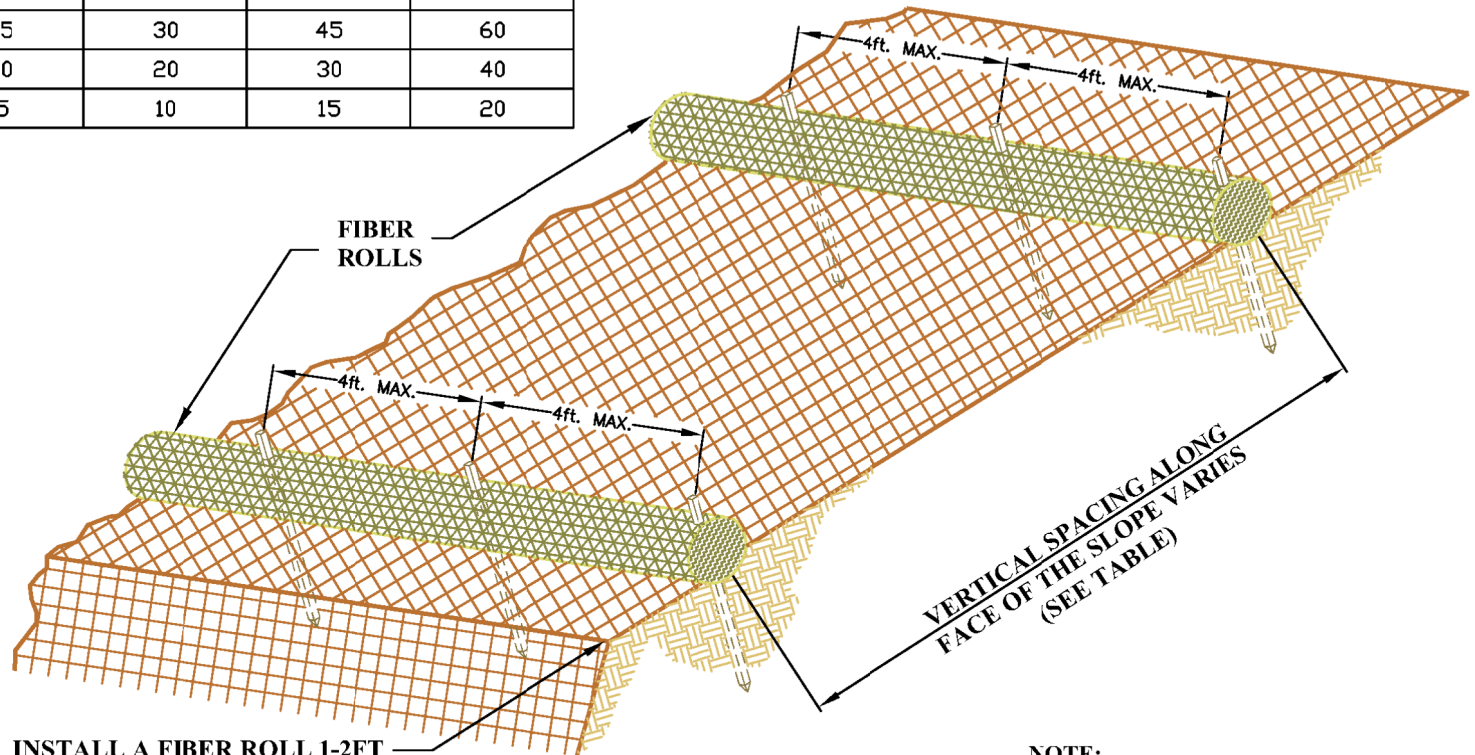 30 45 60
20 30 40
10 15 20
4ft. MAX.
4ft. MAX.
FIBER
ROLLS
4ft. MAX.
4ft. MAX.
VERTICAL SPACING ALONG
FACE OF THE SLOPE VARIES
(SEE TABLE)
INSTALL A FIBER ROLL 1-2FT
NOTE: